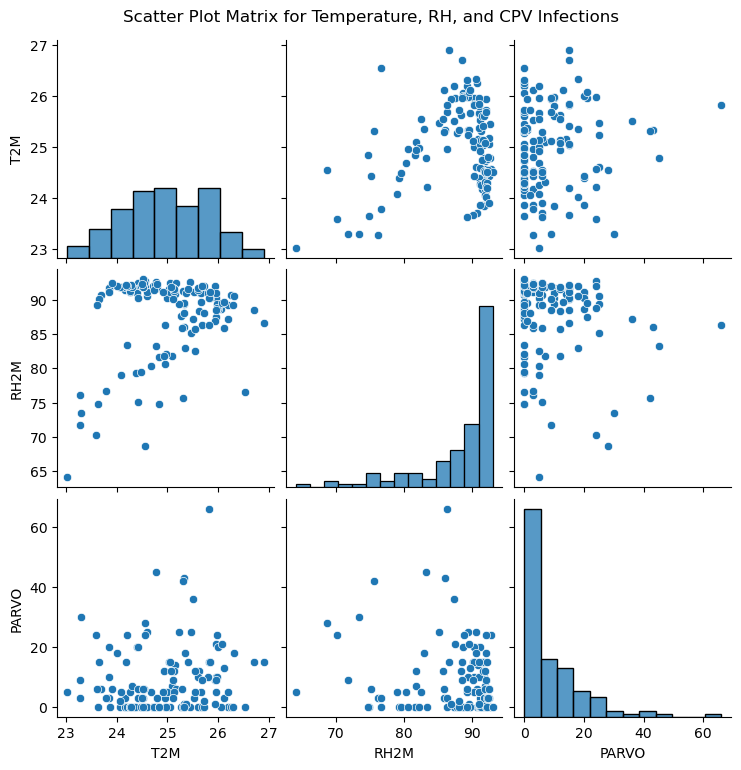 Scatter Plot Matrix for Temperature, RH, and CPV Infections
27
26
25
24
23
T2M
90
85
80
75
70
65
RH2M
60
40
20
0
PARVO
23 24 25 26 27
70 80 90
0 20 40 60
T2M RH2M PARVO